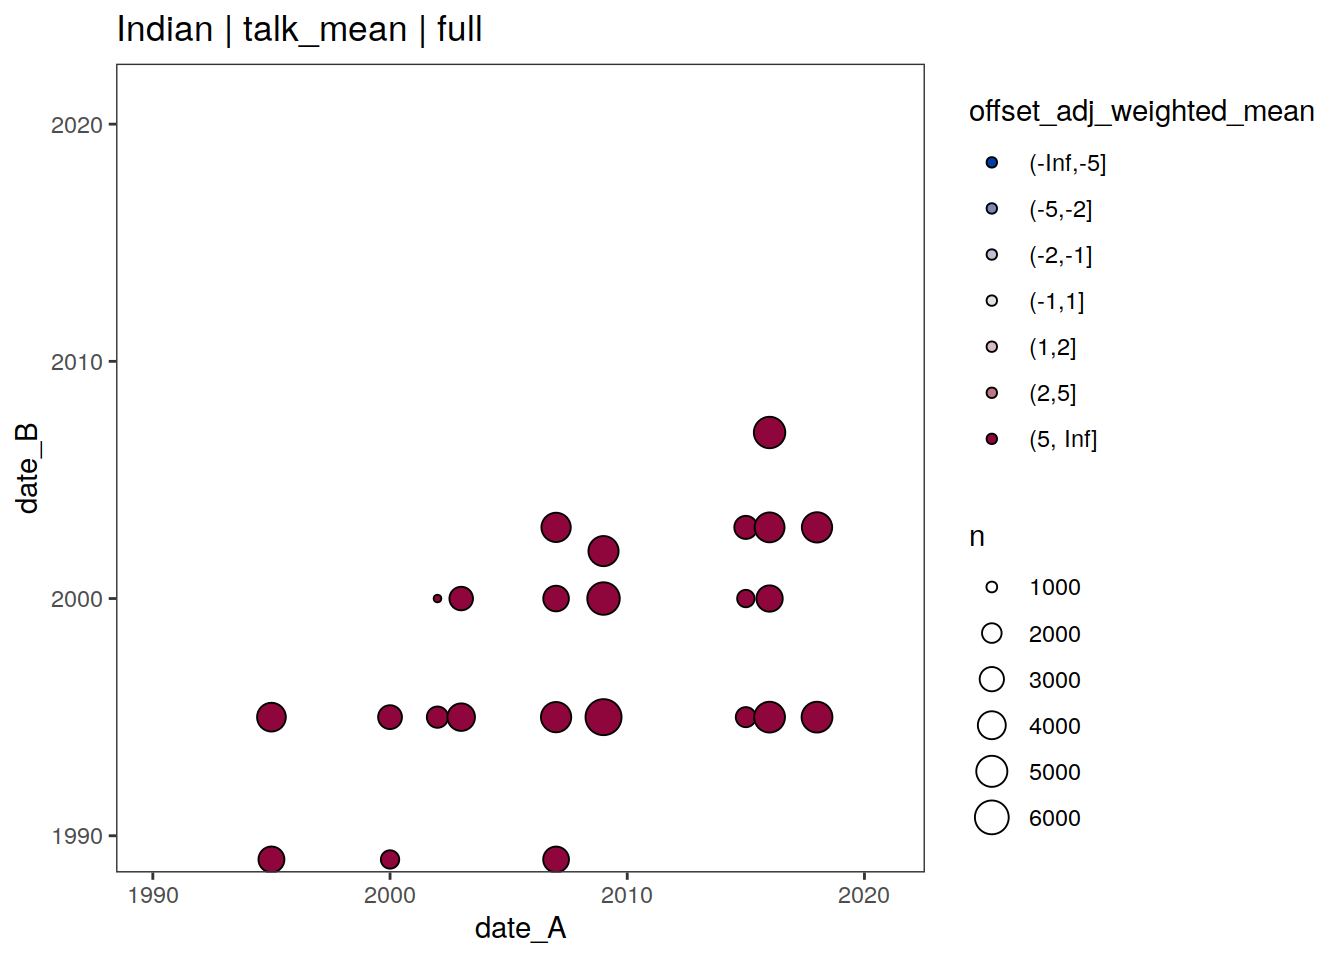 Indian | talk_mean | full
2020
2010
2000
1990
date_B
1990
2000
2010
2020
date_A
offset_adj_weighted_mean
(-Inf,-5]
(-5,-2]
(-2,-1]
(-1,1]
(1,2]
(2,5]
(5, Inf]
n
1000
2000
3000
4000
5000
6000